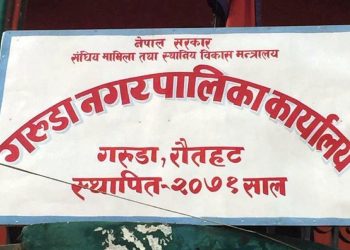 नेपाल सरकार
संघिय मामिला तथा स्थानिय विकास मन्त्रालय
गरुडा नगरपालिका कार्यालय
गरुडा, रौतहट
स्थापित-२०७१ साल